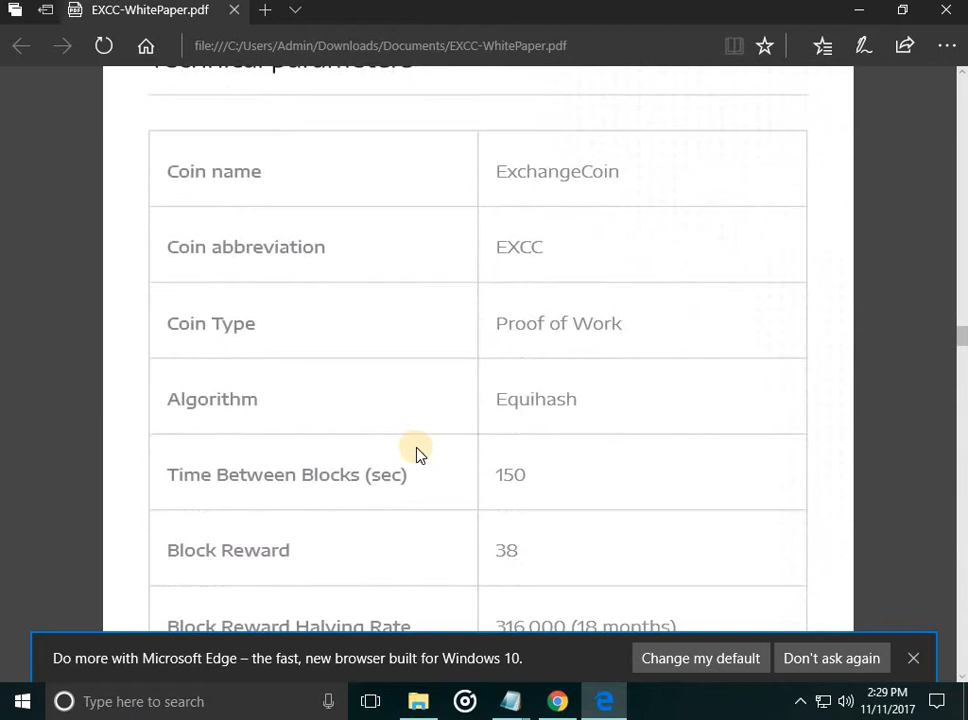 EXCC-WhitePaper.pdf
file:///C:/Users/Admin/Downloads/Documents/EXCC-WhitePaper.pdf
Technical parameters
Coin name ExchangeCoin
Coin abbreviation EXCC
Coin Type Proof of Work
Algorithm Equihash
Time Between Blocks (sec) 150
Block Reward 38
Block Reward Halving Rate 316,000 (18 months)
Do more with Microsoft Edge – the fast, new browser built for Windows 10. Change my default Don't ask again
Type here to search
2:29 PM
11/11/2017